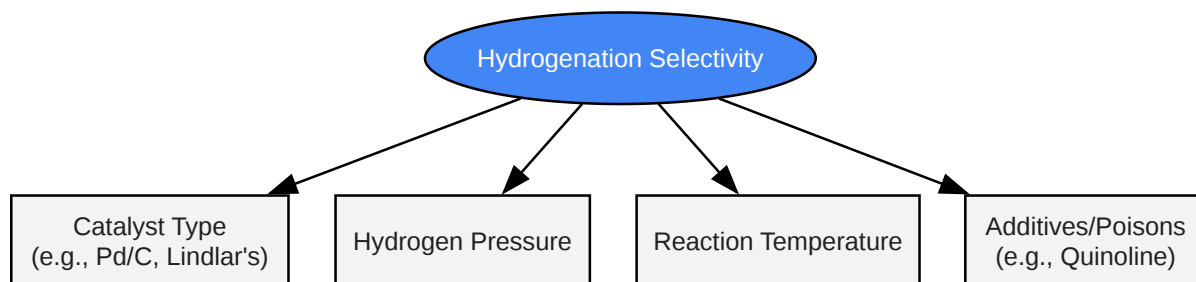 Hydrogenation Selectivity
Catalyst Type
(e.g., Pd/C, Lindlar's)
Hydrogen Pressure
Reaction Temperature
Additives/Poisons
(e.g., Quinoline)